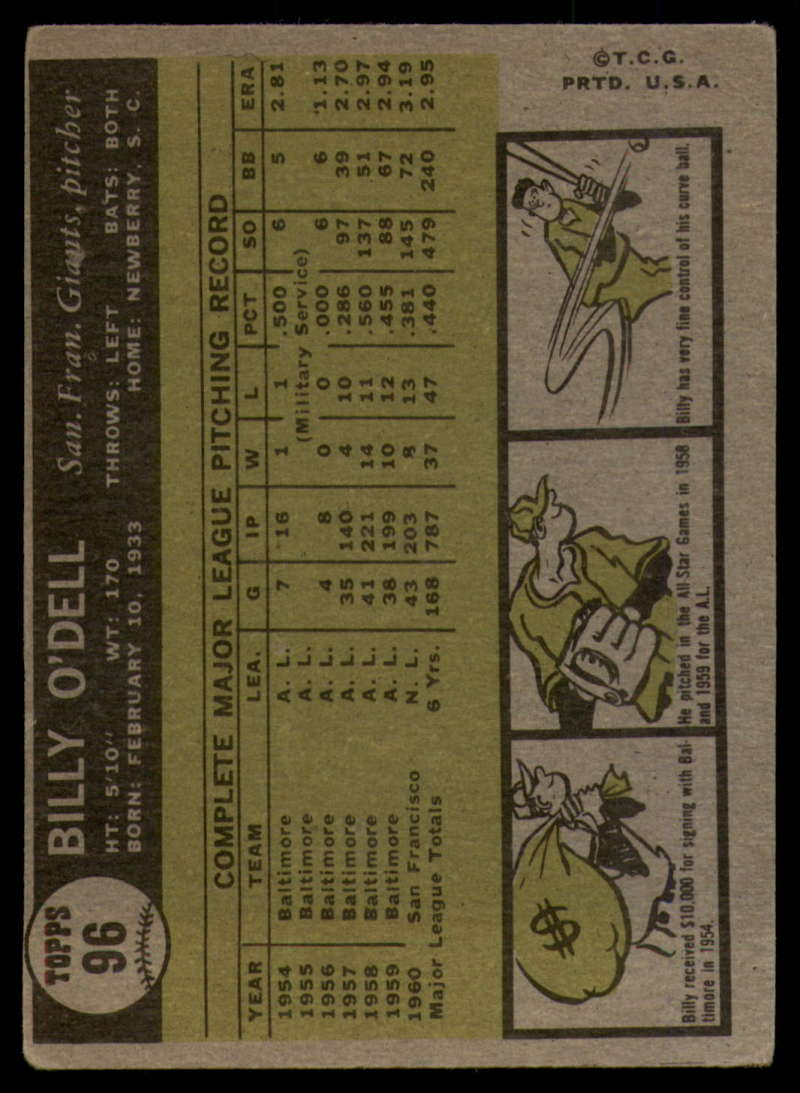 TOPPS
96
BILLY O'DELL San. Fran. Giants, pitcher
HT: 5'10" WT: 170 THROWS: LEFT BATS: BOTH
BORN: FEBRUARY 10, 1933 HOME: NEWBERRY, S. C.
COMPLETE MAJOR LEAGUE PITCHING RECORD
YEAR TEAM LEA. G IP W L PCT SO BB ERA
1954 Baltimore A. L. 7 16 1 1 .500 6 5 2.81
1955 Baltimore A. L. (Military Service)
1956 Baltimore A. L. 4 8 0 0 .000 6 6 1.13
1957 Baltimore A. L. 35 140 4 10 .286 97 39 2.70
1958 Baltimore A. L. 41 221 14 11 .560 137 51 2.97
1959 Baltimore A. L. 38 199 10 12 .455 88 67 2.94
1960 San Francisco N. L. 43 203 8 13 .381 145 72 3.19
Major League Totals 6 Yrs. 168 787 37 47 .440 479 240 2.95
$
Billy received $10,000 for signing with Bal-
timore in 1954.
He pitched in the All-Star Games in 1958
and 1959 for the A.L.
Billy has very fine control of his curve ball.
©T.C.G.
PRTD. U.S.A.